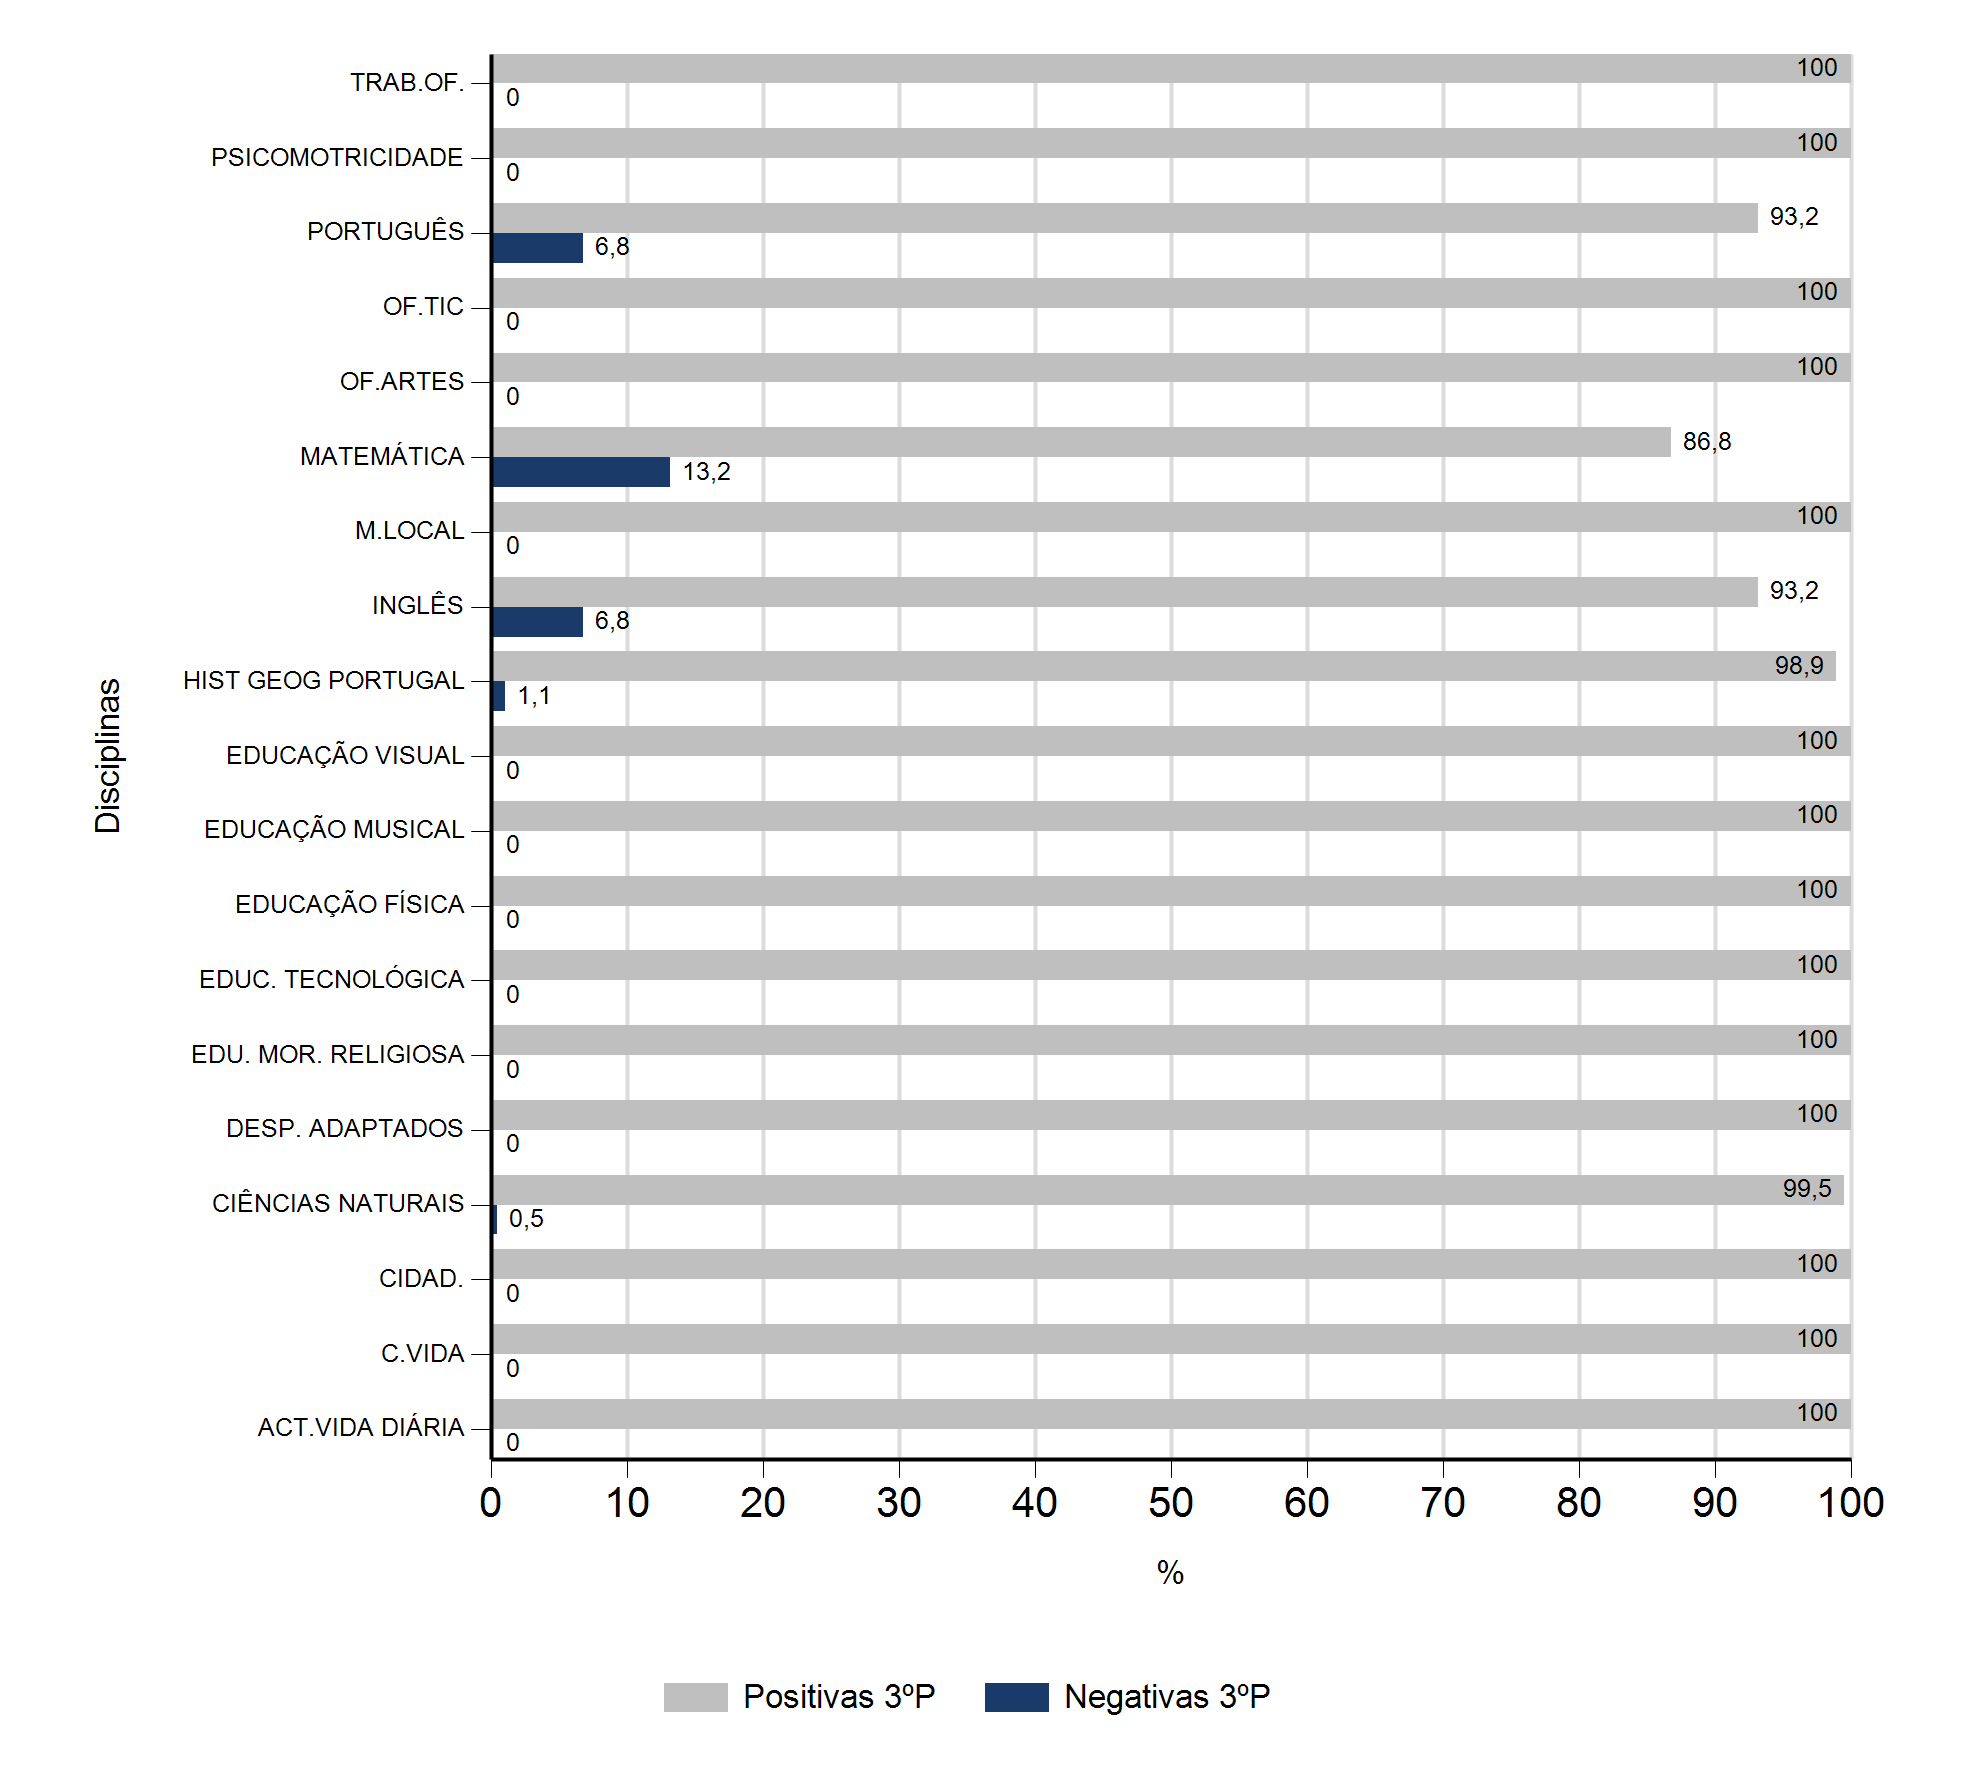 TRAB.OF.
100
0
PSICOMOTRICIDADE
100
0
PORTUGUÊS
93,2
6,8
OF.TIC
100
0
OF.ARTES
100
0
MATEMÁTICA
86,8
13,2
M.LOCAL
100
0
INGLÊS
93,2
6,8
HIST GEOG PORTUGAL
98,9
1,1
EDUCAÇÃO VISUAL
100
0
EDUCAÇÃO MUSICAL
100
0
EDUCAÇÃO FÍSICA
100
0
EDUC. TECNOLÓGICA
100
0
EDU. MOR. RELIGIOSA
100
0
DESP. ADAPTADOS
100
0
CIÊNCIAS NATURAIS
99,5
0,5
CIDAD.
100
0
C.VIDA
100
0
ACT.VIDA DIÁRIA
100
0
Disciplinas
0 10 20 30 40 50 60 70 80 90 100
%
Positivas 3ºP Negativas 3ºP